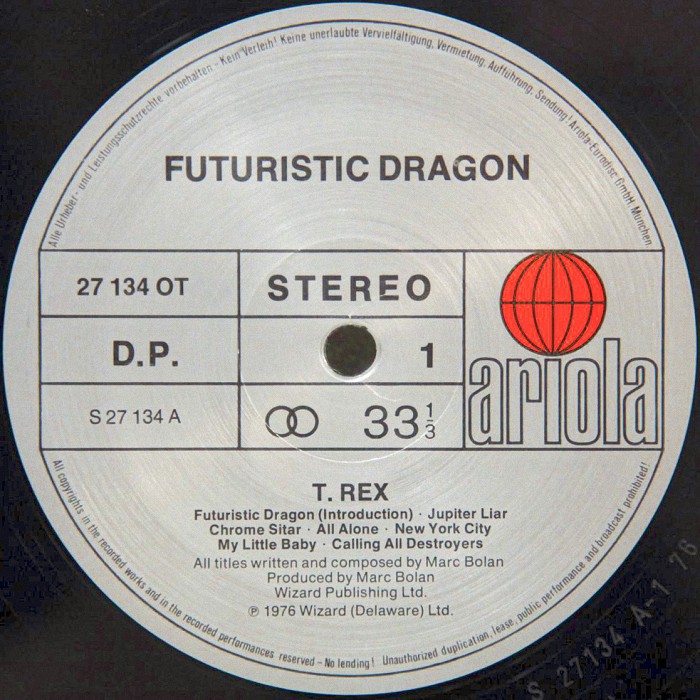 Alle Urheber- und Leistungsschutzrechte vorbehalten - Kein Verleih! Keine unerlaubte Vervielfältigung, Vermietung, Aufführung, Sendung! Ariola-Eurodisc GmbH, München
FUTURISTIC DRAGON
27 134 OT
STEREO
D.P.
1
S 27 134 A
33 1/3
ariola
T. REX
Futuristic Dragon (Introduction) · Jupiter Liar
Chrome Sitar · All Alone · New York City
My Little Baby · Calling All Destroyers
All titles written and composed by Marc Bolan
Produced by Marc Bolan
Wizard Publishing Ltd.
℗ 1976 Wizard (Delaware) Ltd.
All copyrights in the recorded works and in the recorded performances reserved – No lending! Unauthorized duplication, lease, public performance and broadcast prohibited!
S 27134 A-1 76